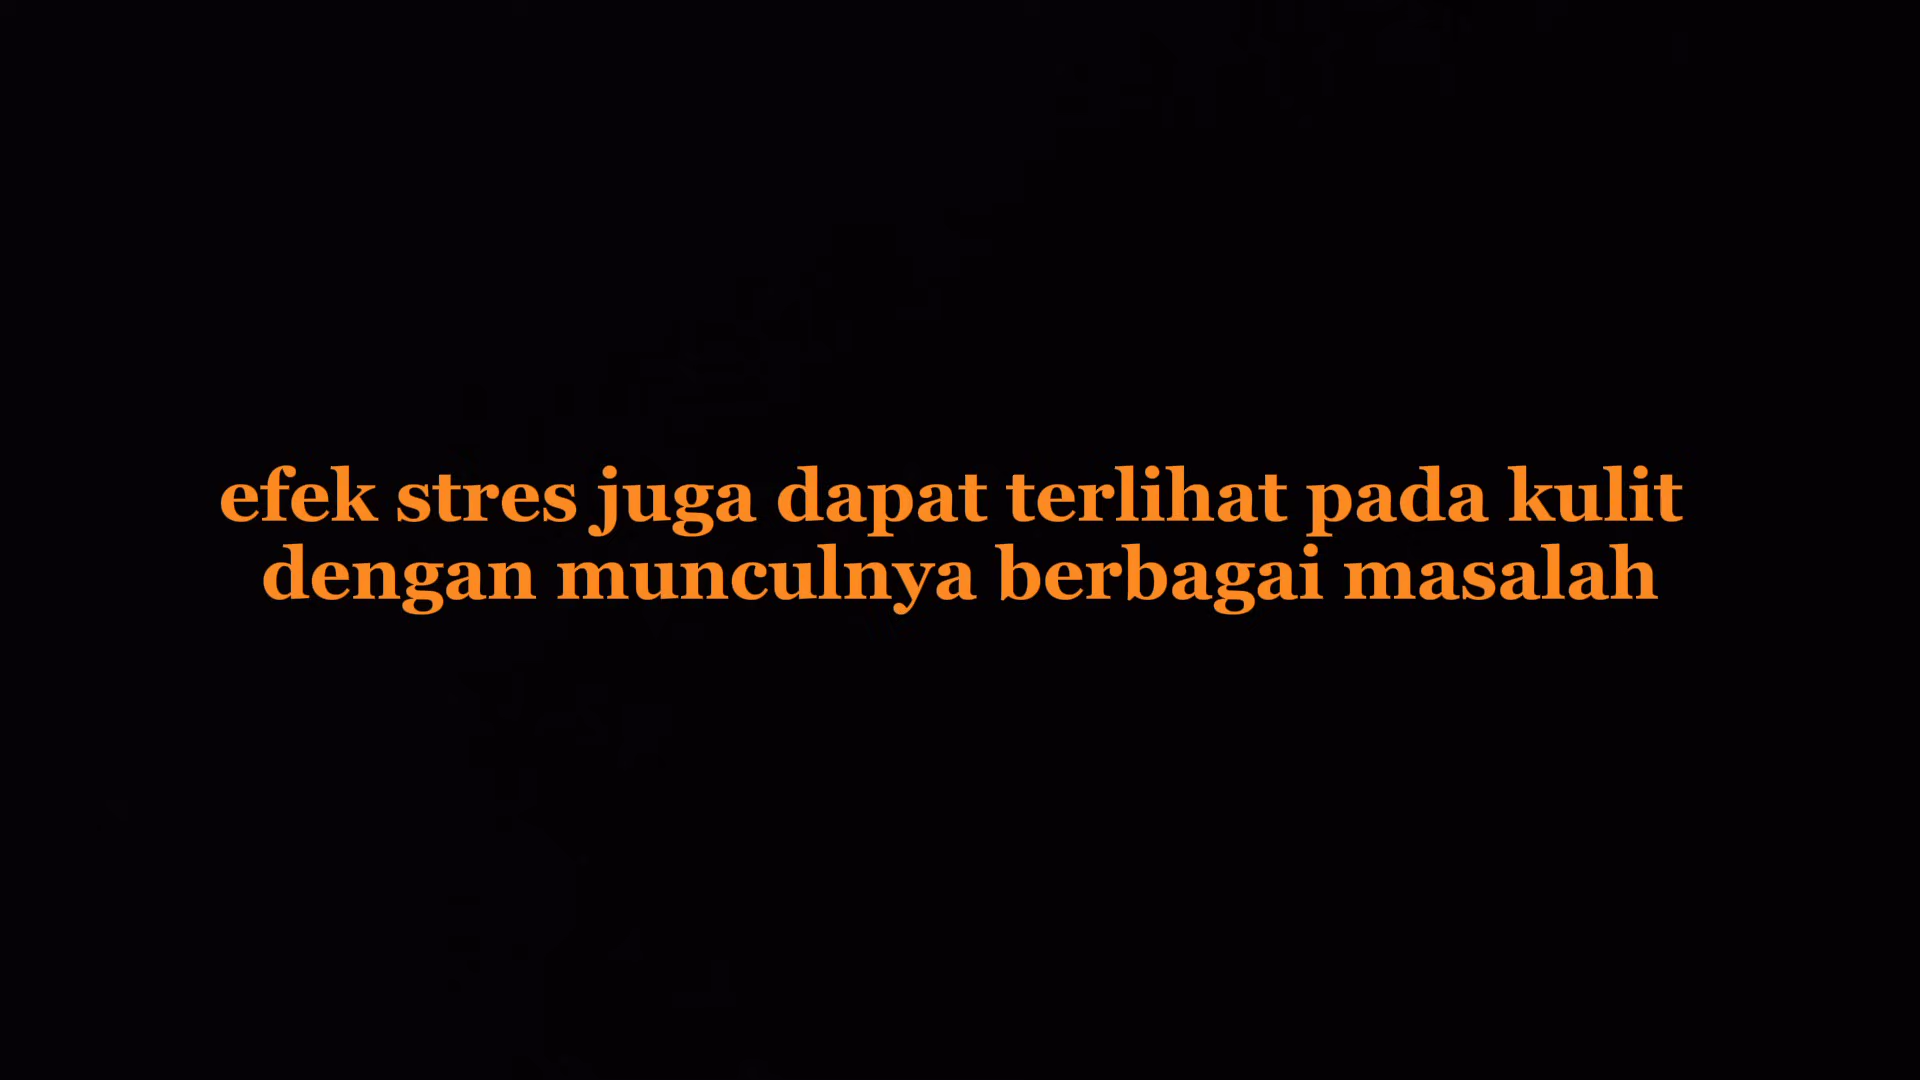 efek stres juga dapat terlihat pada kulit
dengan munculnya berbagai masalah